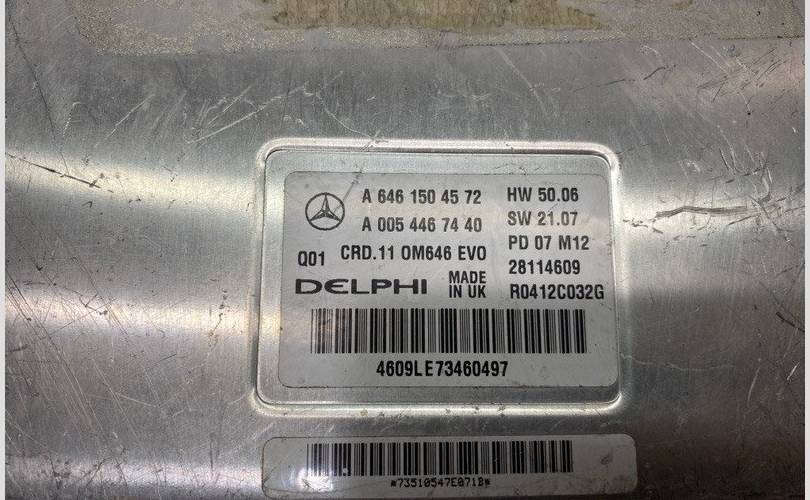 A 646 150 45 72 HW 50.06
A 005 446 74 40 SW 21.07
PD 07 M12
Q01 CRD.11 OM646 EVO 28114609
DELPHI MADE IN UK R0412C032G
4609LE73460497
*73510547E071B*